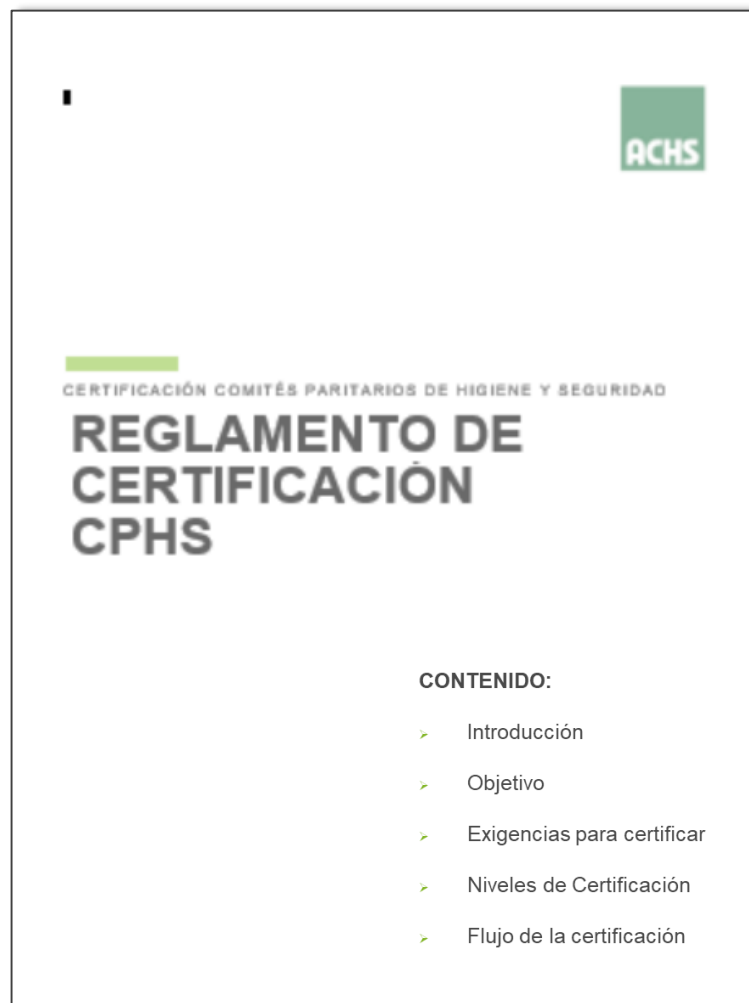 ACHS
CERTIFICACIÓN COMITÉS PARITARIOS DE HIGIENE Y SEGURIDAD
REGLAMENTO DE
CERTIFICACIÓN
CPHS
CONTENIDO:
Introducción
Objetivo
Exigencias para certificar
Niveles de Certificación
Flujo de la certificación